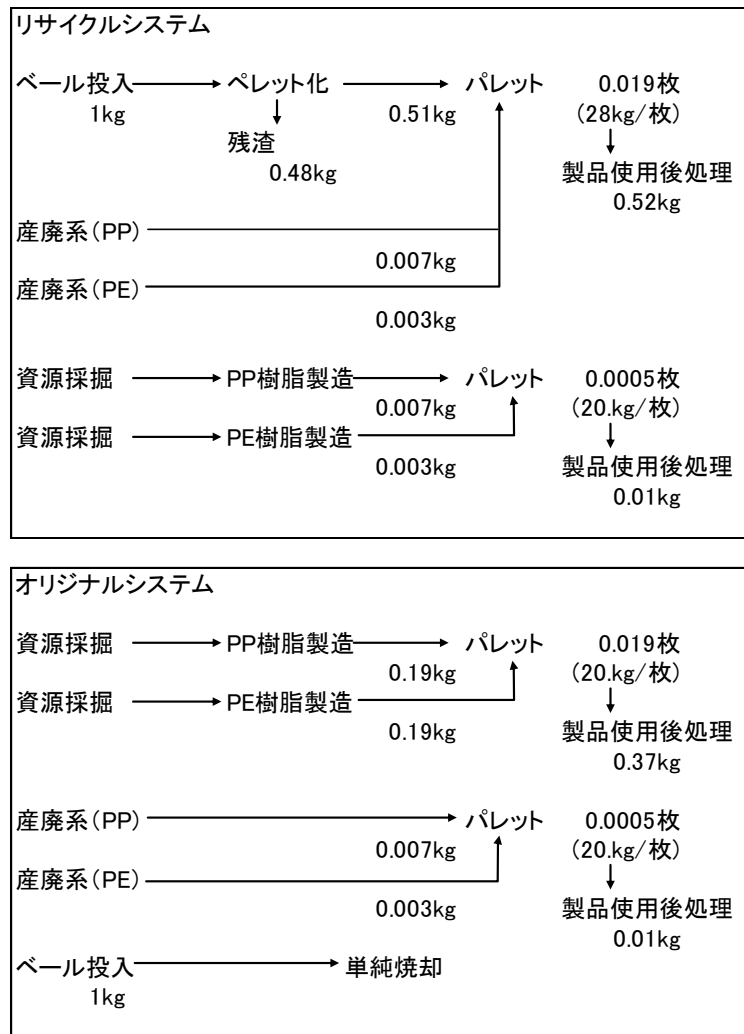 リサイクルシステム
ベール投入 ペレット化 パレット 0.019枚
1kg 0.51kg (28kg/枚)
残渣
0.48kg 製品使用後処理
0.52kg
産廃系(PP)
0.007kg
産廃系(PE)
0.003kg
資源採掘 PP樹脂製造 パレット 0.0005枚
0.007kg (20.kg/枚)
資源採掘 PE樹脂製造
0.003kg 製品使用後処理
0.01kg
オリジナルシステム
資源採掘 PP樹脂製造 パレット 0.019枚
0.19kg (20.kg/枚)
資源採掘 PE樹脂製造
0.19kg 製品使用後処理
0.37kg
産廃系(PP) パレット 0.0005枚
0.007kg (20.kg/枚)
産廃系(PE)
0.003kg 製品使用後処理
0.01kg
ベール投入 単純焼却
1kg